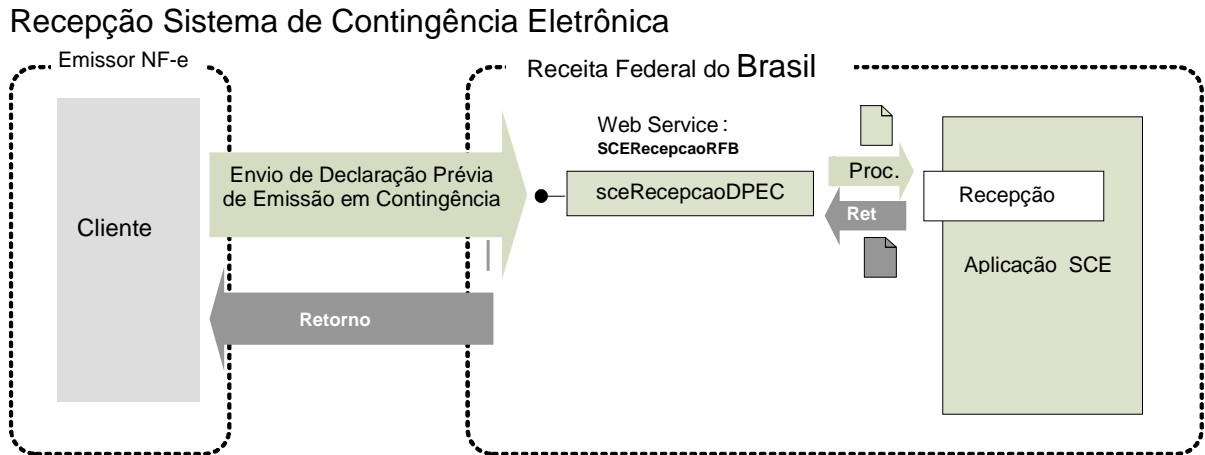 Recepção Sistema de Contingência Eletrônica
Emissor NF-e
Receita Federal do Brasil
Cliente
Envio de Declaração Prévia
de Emissão em Contingência
Retorno
Web Service:
SCERecepcaoRFB
sceRecepcaoDPEC
Proc.
Ret
Recepção
Aplicação SCE